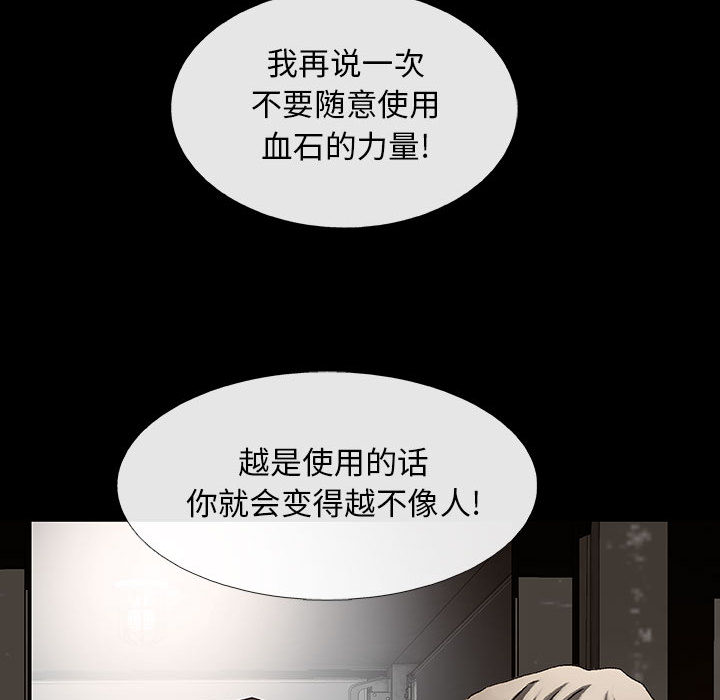 我再说一次
不要随意使用
血石的力量!
越是使用的话
你就会变得越不像人!